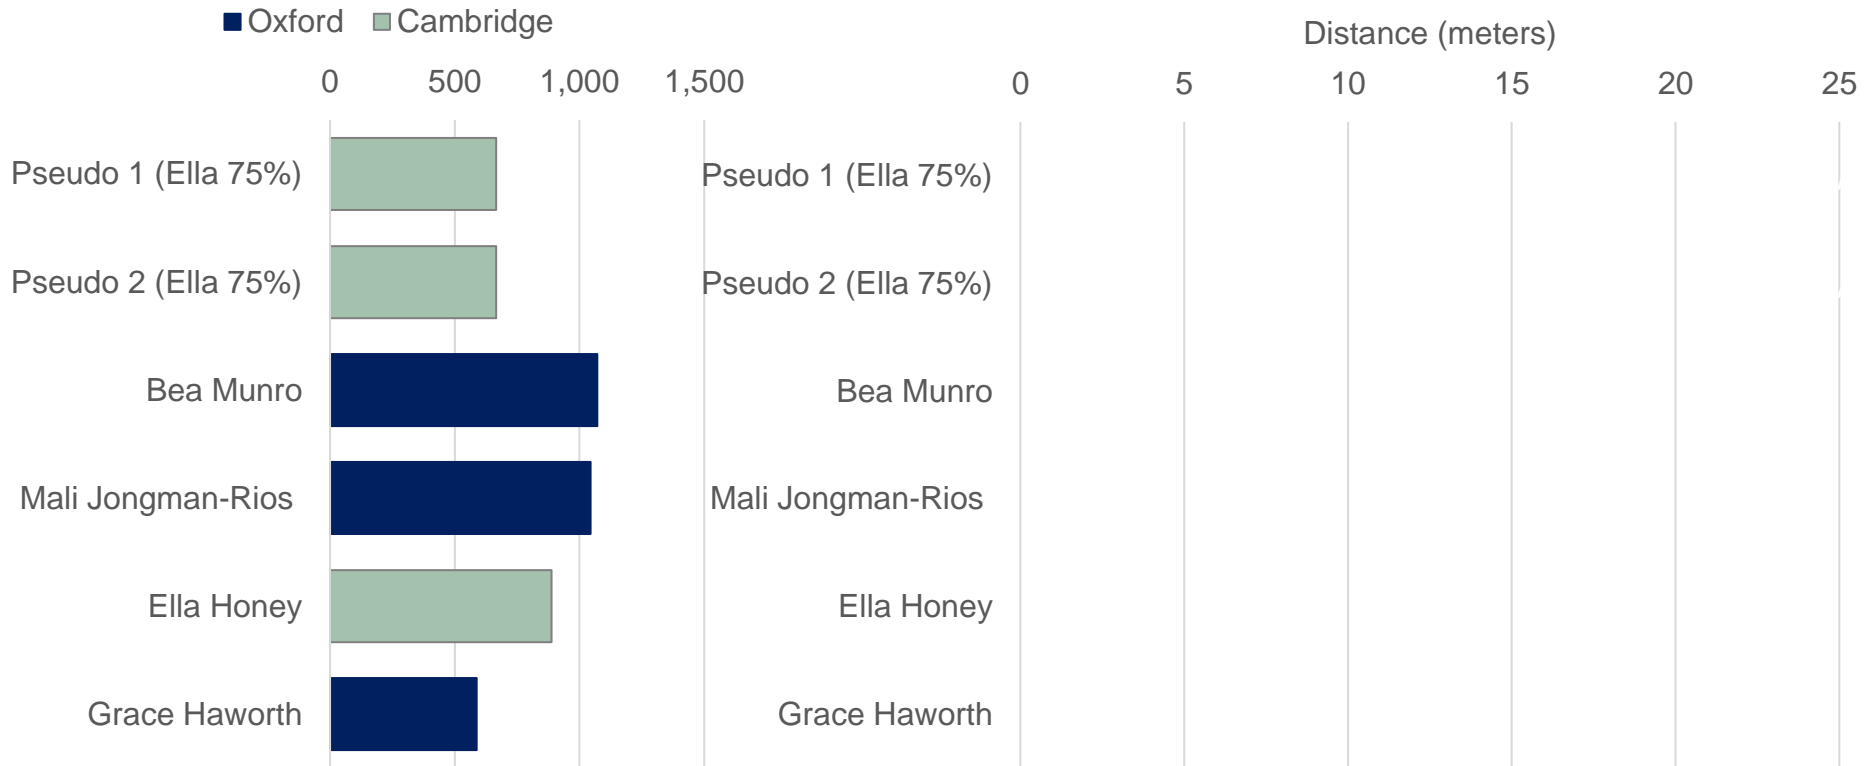 Oxford Cambridge
0 500 1,000 1,500
Pseudo 1 (Ella 75%)
Pseudo 2 (Ella 75%)
Bea Munro
Mali Jongman-Rios
Ella Honey
Grace Haworth
Distance (meters)
0 5 10 15 20 25
Pseudo 1 (Ella 75%)
Pseudo 2 (Ella 75%)
Bea Munro
Mali Jongman-Rios
Ella Honey
Grace Haworth